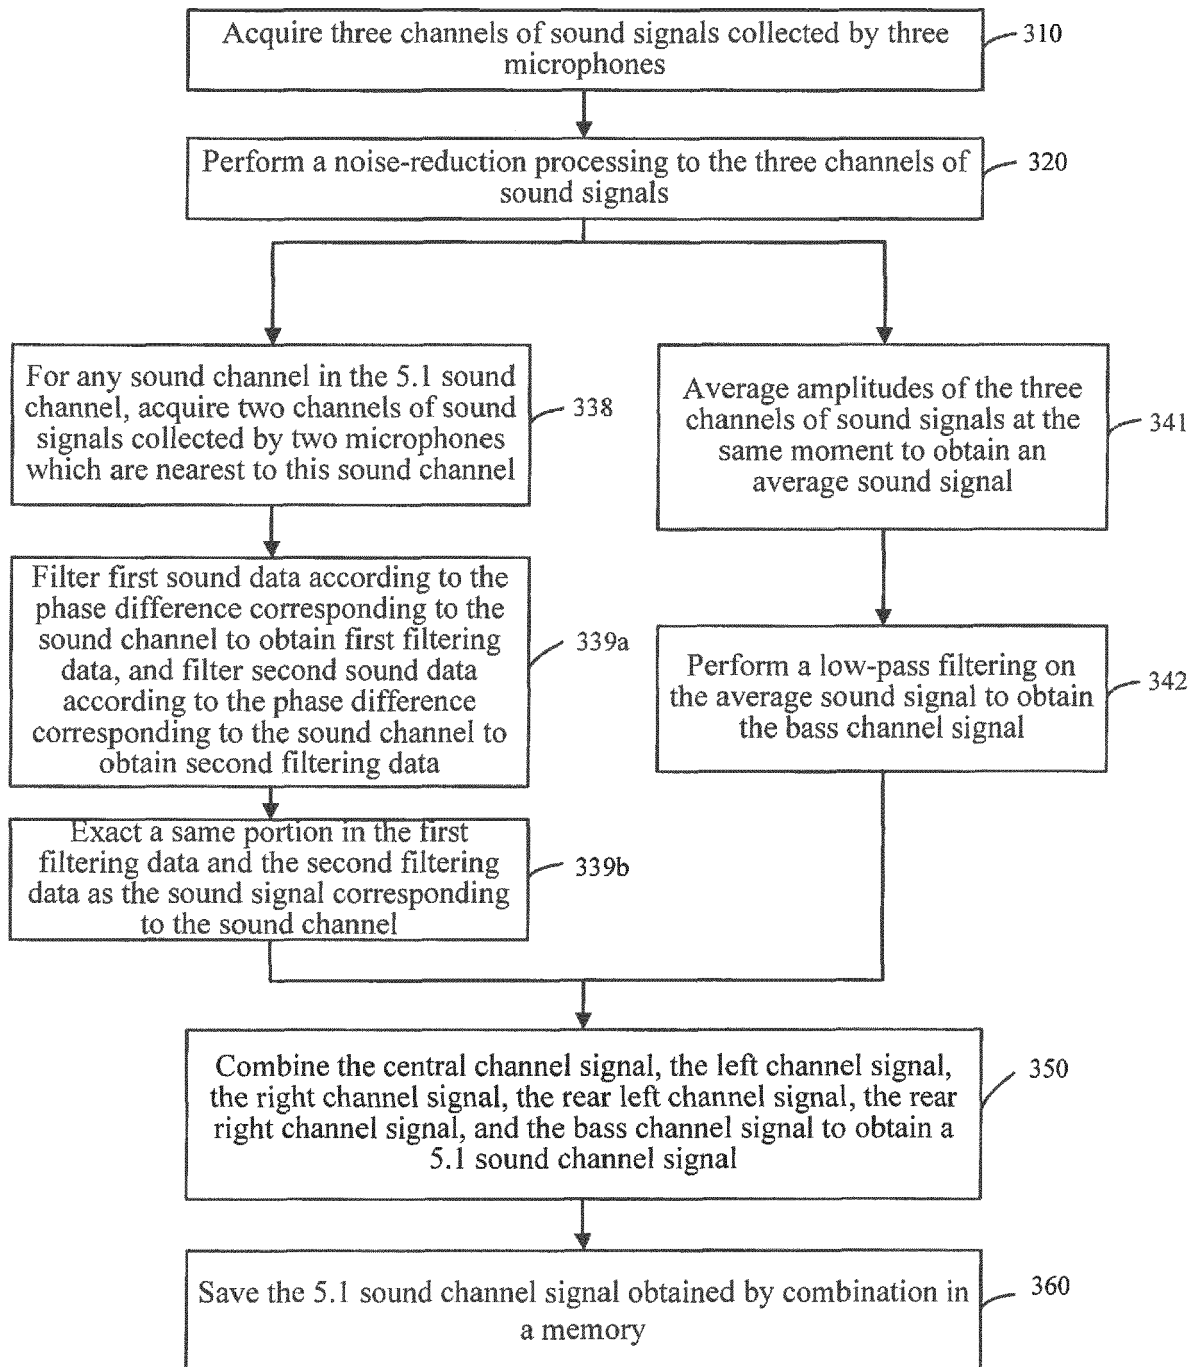 Acquire three channels of sound signals collected by three
microphones
310
Perform a noise-reduction processing to the three channels of
sound signals
320
For any sound channel in the 5.1 sound
channel, acquire two channels of sound
signals collected by two microphones
which are nearest to this sound channel
338
Average amplitudes of the three
channels of sound signals at the
same moment to obtain an
average sound signal
341
Filter first sound data according to the
phase difference corresponding to the
sound channel to obtain first filtering
data, and filter second sound data
according to the phase difference
corresponding to the sound channel to
obtain second filtering data
339a
Perform a low-pass filtering on
the average sound signal to obtain
the bass channel signal
342
Exact a same portion in the first
filtering data and the second filtering
data as the sound signal corresponding
to the sound channel
339b
Combine the central channel signal, the left channel signal,
the right channel signal, the rear left channel signal, the rear
right channel signal, and the bass channel signal to obtain a
5.1 sound channel signal
350
Save the 5.1 sound channel signal obtained by combination in
a memory
360